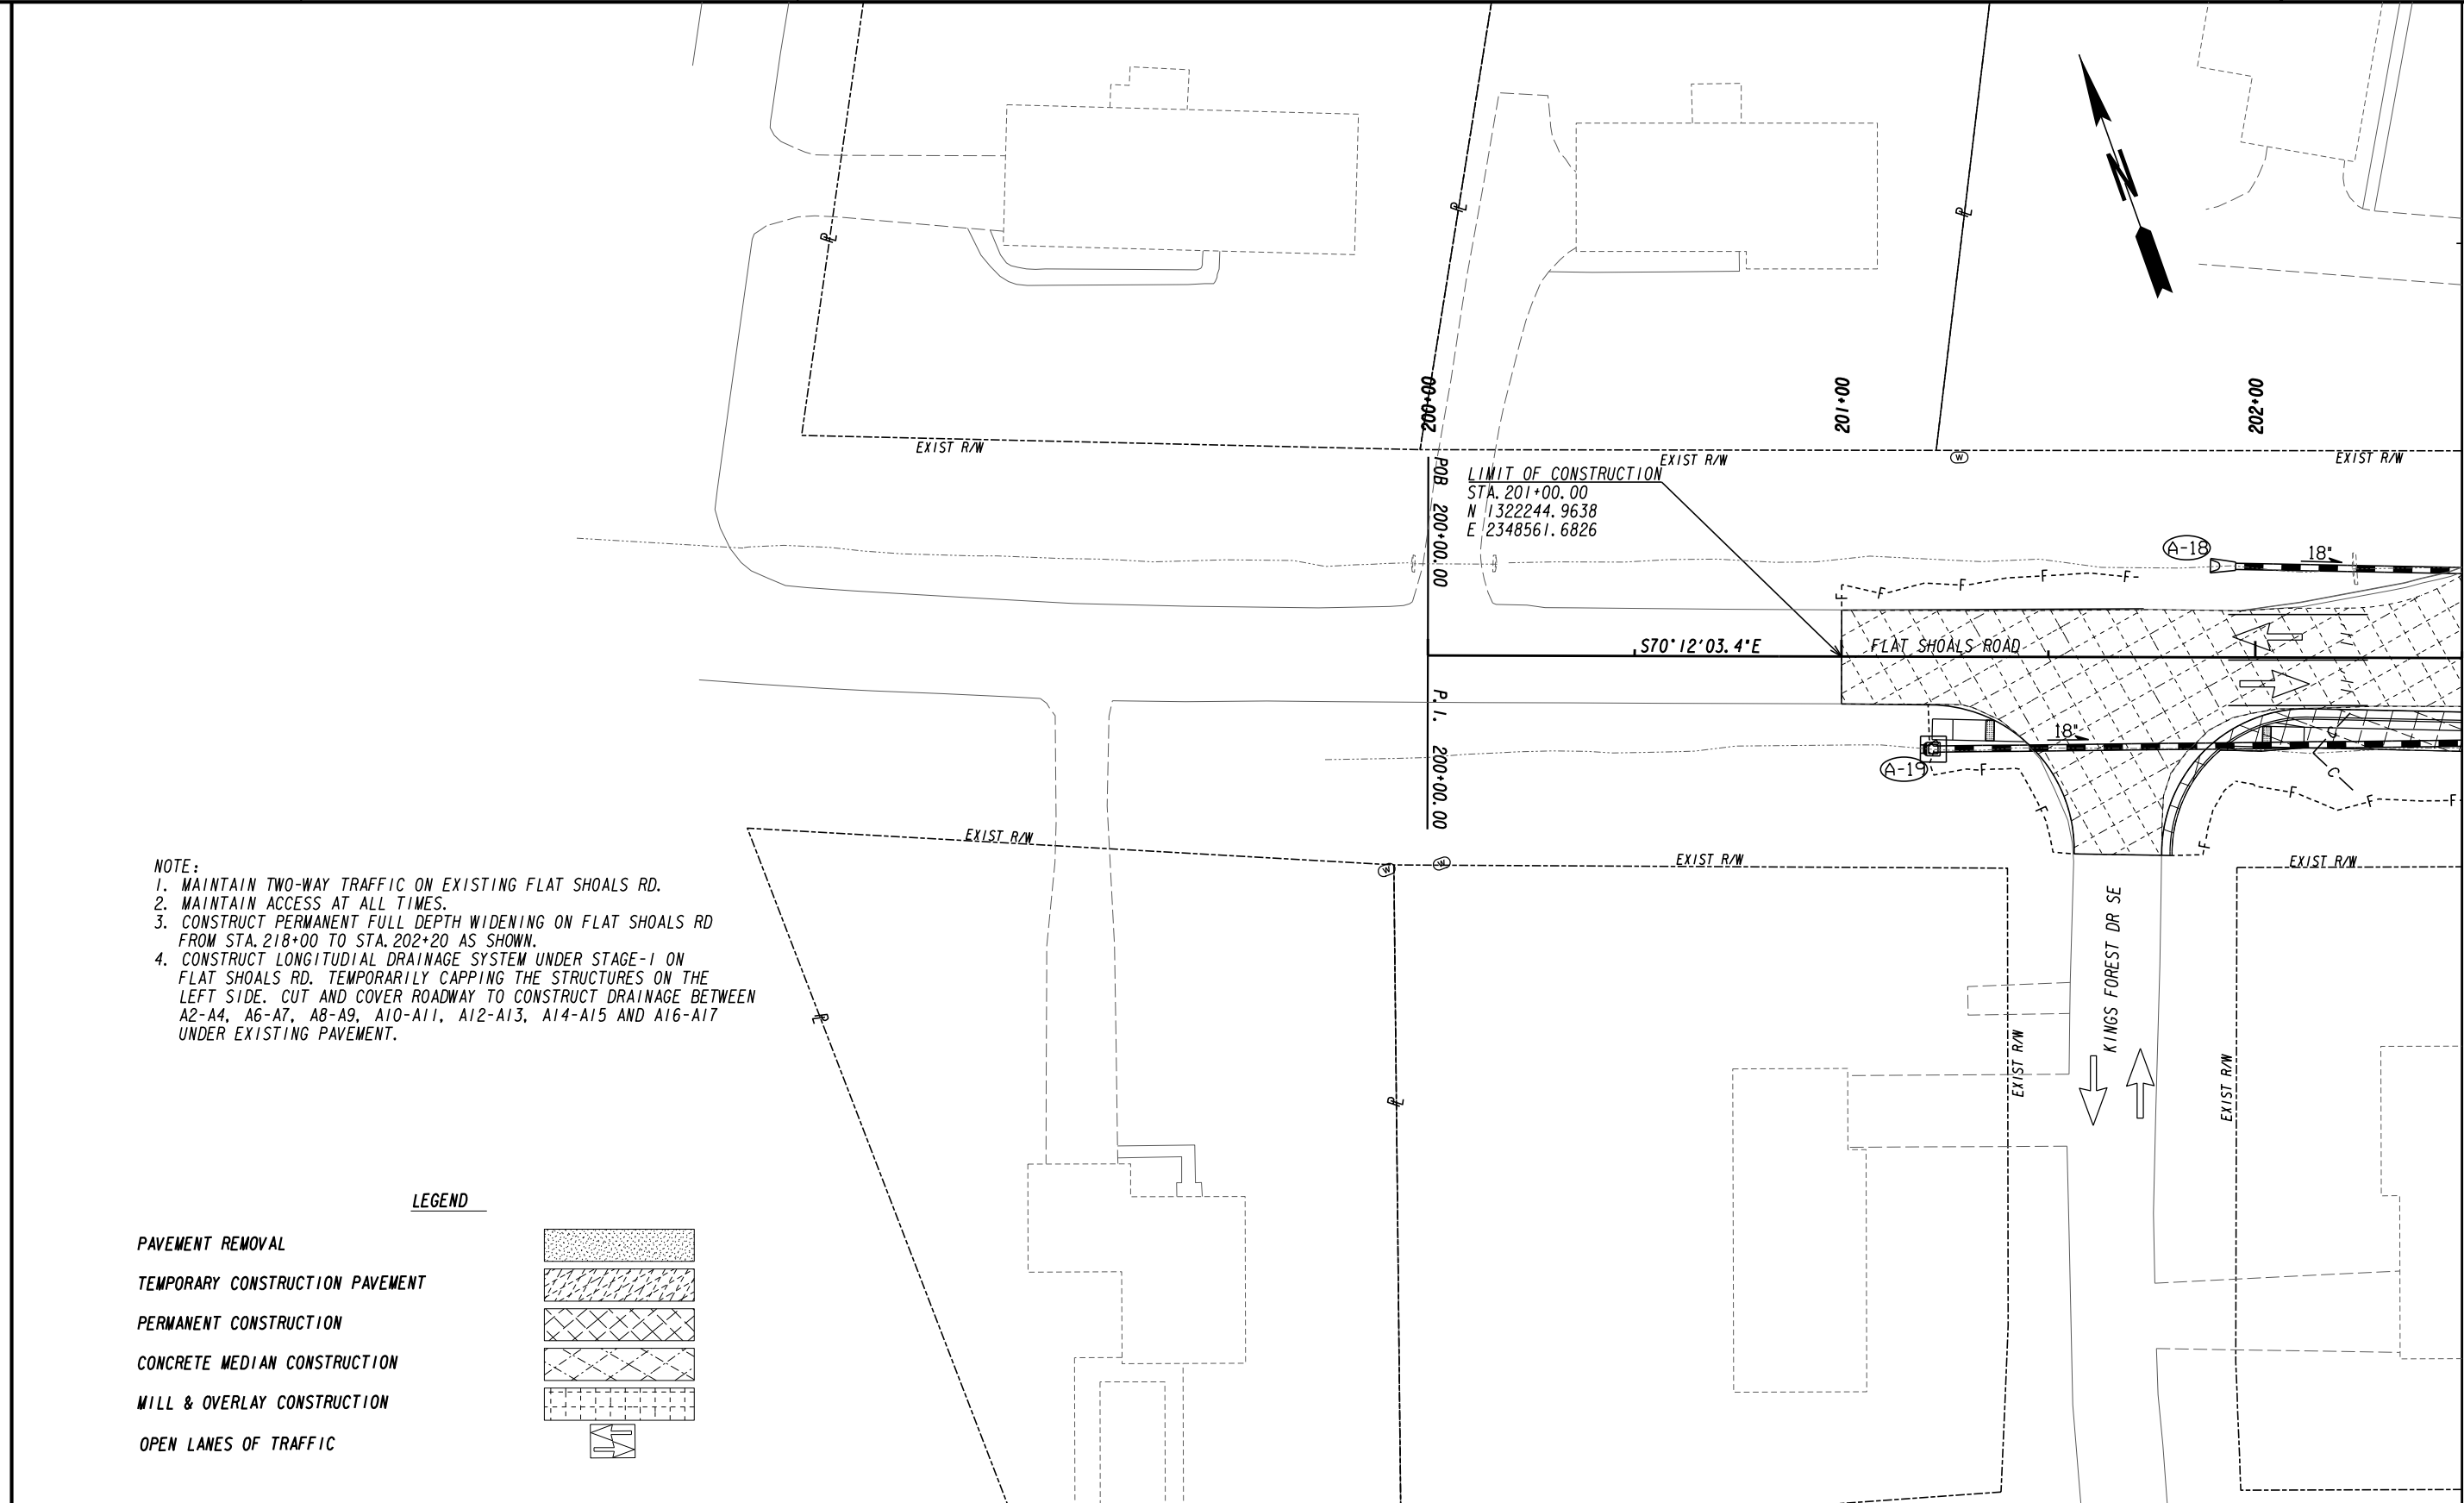 N
P/L
P/L
P/L
200+00
201+00
202+00
EXIST R/W
EXIST R/W
EXIST R/W
W
POB 200+00.00
LIMIT OF CONSTRUCTION
STA. 201+00.00
N 1322244.9638
E 2348561.6826
A-18
18"
F F F F F
S70°12'03.4"E
FLAT SHOALS ROAD
P.I. 200+00.00
18"
A-19
F F F F F F F
C C
EXIST R/W
EXIST R/W
EXIST R/W
W
W
NOTE:
1. MAINTAIN TWO-WAY TRAFFIC ON EXISTING FLAT SHOALS RD.
2. MAINTAIN ACCESS AT ALL TIMES.
3. CONSTRUCT PERMANENT FULL DEPTH WIDENING ON FLAT SHOALS RD
FROM STA. 218+00 TO STA. 202+20 AS SHOWN.
4. CONSTRUCT LONGITUDIAL DRAINAGE SYSTEM UNDER STAGE-1 ON
FLAT SHOALS RD. TEMPORARILY CAPPING THE STRUCTURES ON THE
LEFT SIDE. CUT AND COVER ROADWAY TO CONSTRUCT DRAINAGE BETWEEN
A2-A4, A6-A7, A8-A9, A10-A11, A12-A13, A14-A15 AND A16-A17
UNDER EXISTING PAVEMENT.
P/L
P/L
EXIST R/W
KINGS FOREST DR SE
EXIST R/W
LEGEND
PAVEMENT REMOVAL
TEMPORARY CONSTRUCTION PAVEMENT
PERMANENT CONSTRUCTION
CONCRETE MEDIAN CONSTRUCTION
MILL & OVERLAY CONSTRUCTION
OPEN LANES OF TRAFFIC